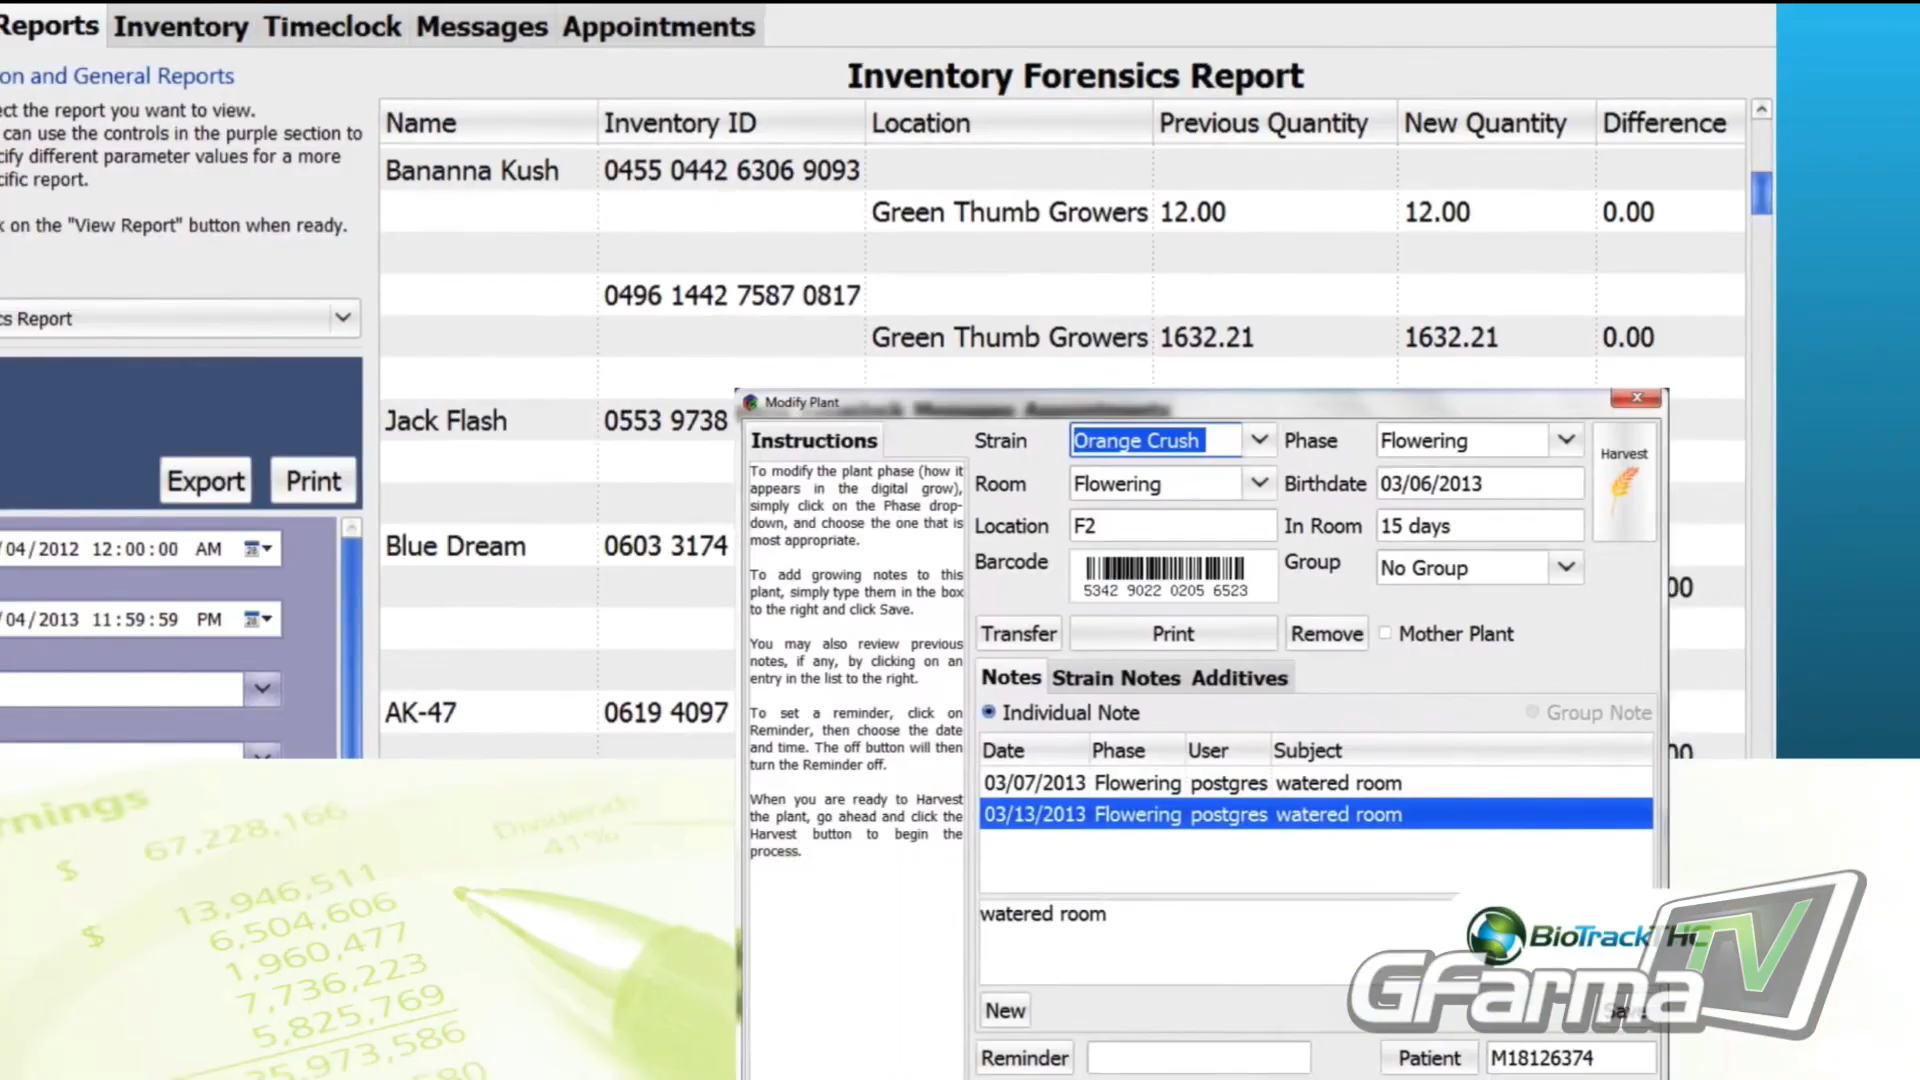 Reports Inventory Timeclock Messages Appointments
on and General Reports
ect the report you want to view.
can use the controls in the purple section to
cify different parameter values for a more
cific report.
k on the "View Report" button when ready.
cs Report
Export Print
/04/2012 12:00:00 AM
/04/2013 11:59:59 PM
Inventory Forensics Report
Name Inventory ID Location Previous Quantity New Quantity Difference
Bananna Kush 0455 0442 6306 9093
Green Thumb Growers 12.00 12.00 0.00
0496 1442 7587 0817
Green Thumb Growers 1632.21 1632.21 0.00
Jack Flash 0553 9738
Blue Dream 0603 3174
00
AK-47 0619 4097
00
Modify Plant
Instructions
To modify the plant phase (how it
appears in the digital grow),
simply click on the Phase drop-
down, and choose the one that is
most appropriate.
To add growing notes to this
plant, simply type them in the box
to the right and click Save.
You may also review previous
notes, if any, by clicking on an
entry in the list to the right.
To set a reminder, click on
Reminder, then choose the date
and time. The off button will then
turn the Reminder off.
When you are ready to Harvest
the plant, go ahead and click the
Harvest button to begin the
process.
Strain Orange Crush Phase Flowering
Harvest
Room Flowering Birthdate 03/06/2013
Location F2 In Room 15 days
Barcode Group No Group
5342 9022 0205 6523
Transfer Print Remove Mother Plant
Notes Strain Notes Additives
Individual Note Group Note
Date Phase User Subject
03/07/2013 Flowering postgres watered room
03/13/2013 Flowering postgres watered room
watered room
New Save
Reminder Patient M18126374
BioTrackTHC
GFarma TV
rnings
$ 67,228,166 Dividends
41%
$ 13,946,511
6,504,606
1,960,477
7,736,223
5,825,769
973,586
580